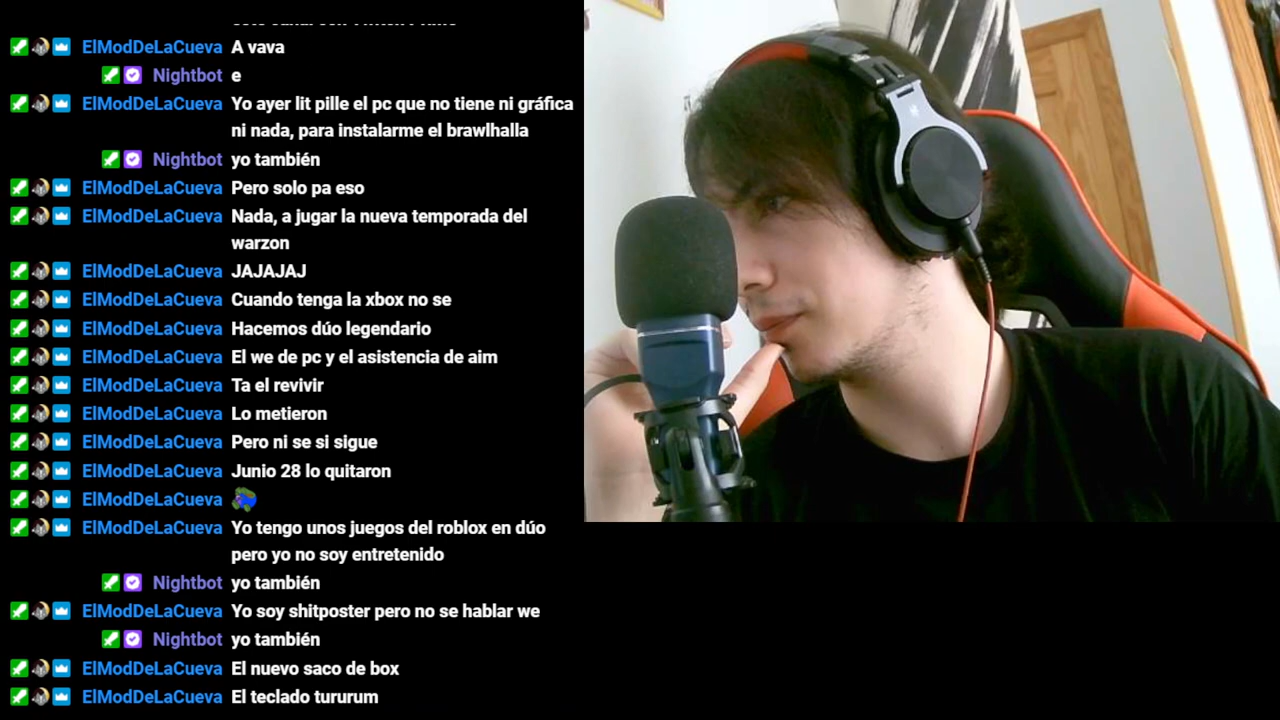 ElModDeLaCueva A vava
Nightbot e
ElModDeLaCueva Yo ayer lit pille el pc que no tiene ni gráfica
ni nada, para instalarme el brawlhalla
Nightbot yo también
ElModDeLaCueva Pero solo pa eso
ElModDeLaCueva Nada, a jugar la nueva temporada del
warzon
ElModDeLaCueva JAJAJAJ
ElModDeLaCueva Cuando tenga la xbox no se
ElModDeLaCueva Hacemos dúo legendario
ElModDeLaCueva El we de pc y el asistencia de aim
ElModDeLaCueva Ta el revivir
ElModDeLaCueva Lo metieron
ElModDeLaCueva Pero ni se si sigue
ElModDeLaCueva Junio 28 lo quitaron
ElModDeLaCueva
ElModDeLaCueva Yo tengo unos juegos del roblox en dúo
pero yo no soy entretenido
Nightbot yo también
ElModDeLaCueva Yo soy shitposter pero no se hablar we
Nightbot yo también
ElModDeLaCueva El nuevo saco de box
ElModDeLaCueva El teclado tururum